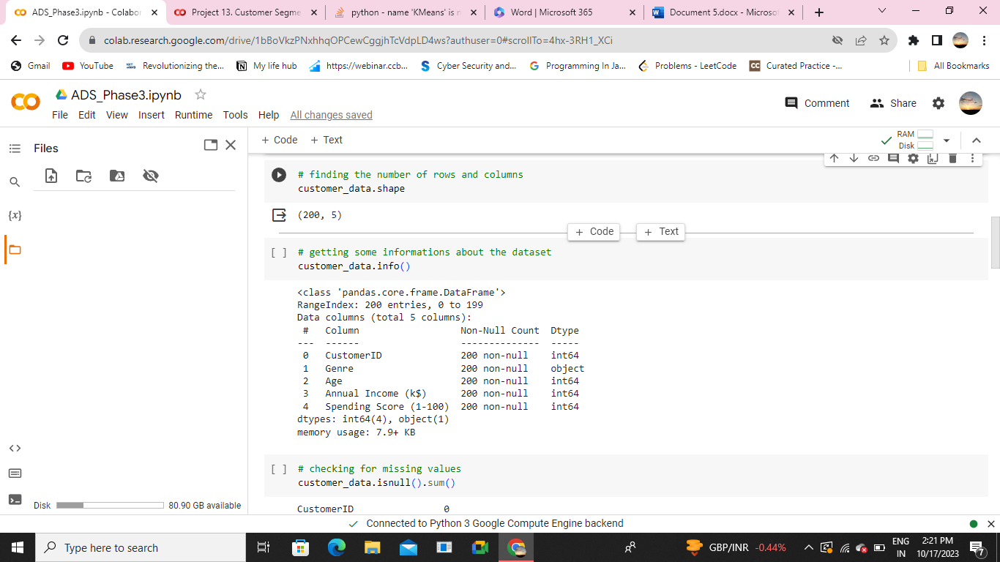 ADS_Phase3.ipynb - Colabor
Project 13. Customer Segme
python - name 'KMeans' is n
Word | Microsoft 365
Document 5.docx - Microso
colab.research.google.com/drive/1bBoVkzPNxhhqOPCewCggjhTcVdpLD4ws?authuser=0#scrollTo=4hx-3RH1_XCi
Gmail
YouTube
Revolutionizing the...
My life hub
https://webinar.ccb...
Cyber Security and...
Programming In Ja...
Problems - LeetCode
CC
Curated Practice -...
All Bookmarks
ADS_Phase3.ipynb
File Edit View Insert Runtime Tools Help All changes saved
Comment
Share
Files
+ Code + Text
RAM
Disk
{x}
# finding the number of rows and columns
customer_data.shape
(200, 5)
+ Code + Text
[ ] # getting some informations about the dataset
customer_data.info()
<class 'pandas.core.frame.DataFrame'>
RangeIndex: 200 entries, 0 to 199
Data columns (total 5 columns):
# Column Non-Null Count Dtype
--- ------ -------------- -----
0 CustomerID 200 non-null int64
1 Genre 200 non-null object
2 Age 200 non-null int64
3 Annual Income (k$) 200 non-null int64
4 Spending Score (1-100) 200 non-null int64
dtypes: int64(4), object(1)
memory usage: 7.9+ KB
[ ] # checking for missing values
customer_data.isnull().sum()
CustomerID 0
Disk 80.90 GB available
Connected to Python 3 Google Compute Engine backend
Type here to search
GBP/INR -0.44%
ENG
IN
2:21 PM
10/17/2023
7